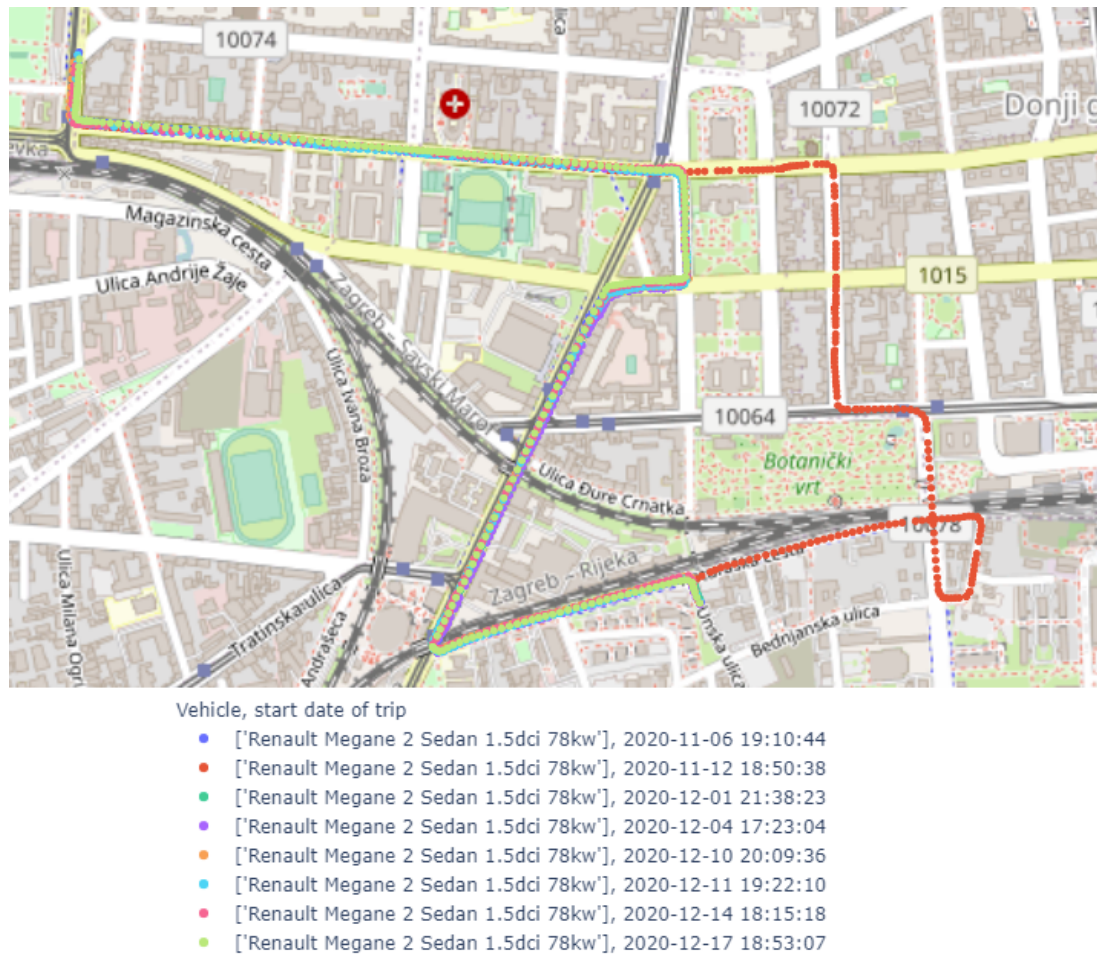 10074
Ulica
10072
Donji g
evka
Magazinska cesta
Ulica Andrije Žaje
Zagreb - Savski Maro
1015
Ulica Ivana Broza
10064
Botanički
vrt
Ulica Đure Crnatka
10078
Zagreb – Rijeka
cesta
Ulica Milana Ogri
Tratinska ulica
Andrašeca
Unska ulica
Bednjanska ulica
Vehicle, start date of trip
['Renault Megane 2 Sedan 1.5dci 78kw'], 2020-11-06 19:10:44
['Renault Megane 2 Sedan 1.5dci 78kw'], 2020-11-12 18:50:38
['Renault Megane 2 Sedan 1.5dci 78kw'], 2020-12-01 21:38:23
['Renault Megane 2 Sedan 1.5dci 78kw'], 2020-12-04 17:23:04
['Renault Megane 2 Sedan 1.5dci 78kw'], 2020-12-10 20:09:36
['Renault Megane 2 Sedan 1.5dci 78kw'], 2020-12-11 19:22:10
['Renault Megane 2 Sedan 1.5dci 78kw'], 2020-12-14 18:15:18
['Renault Megane 2 Sedan 1.5dci 78kw'], 2020-12-17 18:53:07